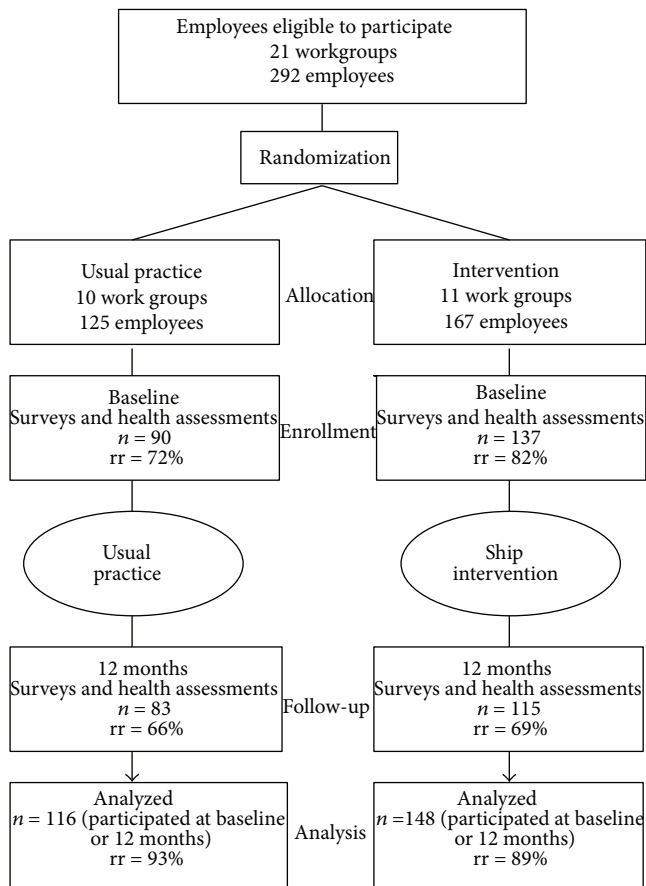 Employees eligible to participate
21 workgroups
292 employees
Randomization
Usual practice
10 work groups
125 employees
Allocation
Intervention
11 work groups
167 employees
Baseline
Surveys and health assessments
n = 90
rr = 72%
Enrollment
Baseline
Surveys and health assessments
n = 137
rr = 82%
Usual
practice
Ship
intervention
12 months
Surveys and health assessments
n = 83
rr = 66%
Follow-up
12 months
Surveys and health assessments
n = 115
rr = 69%
Analyzed
n = 116 (participated at baseline
or 12 months)
rr = 93%
Analysis
Analyzed
n =148 (participated at baseline
or 12 months)
rr = 89%